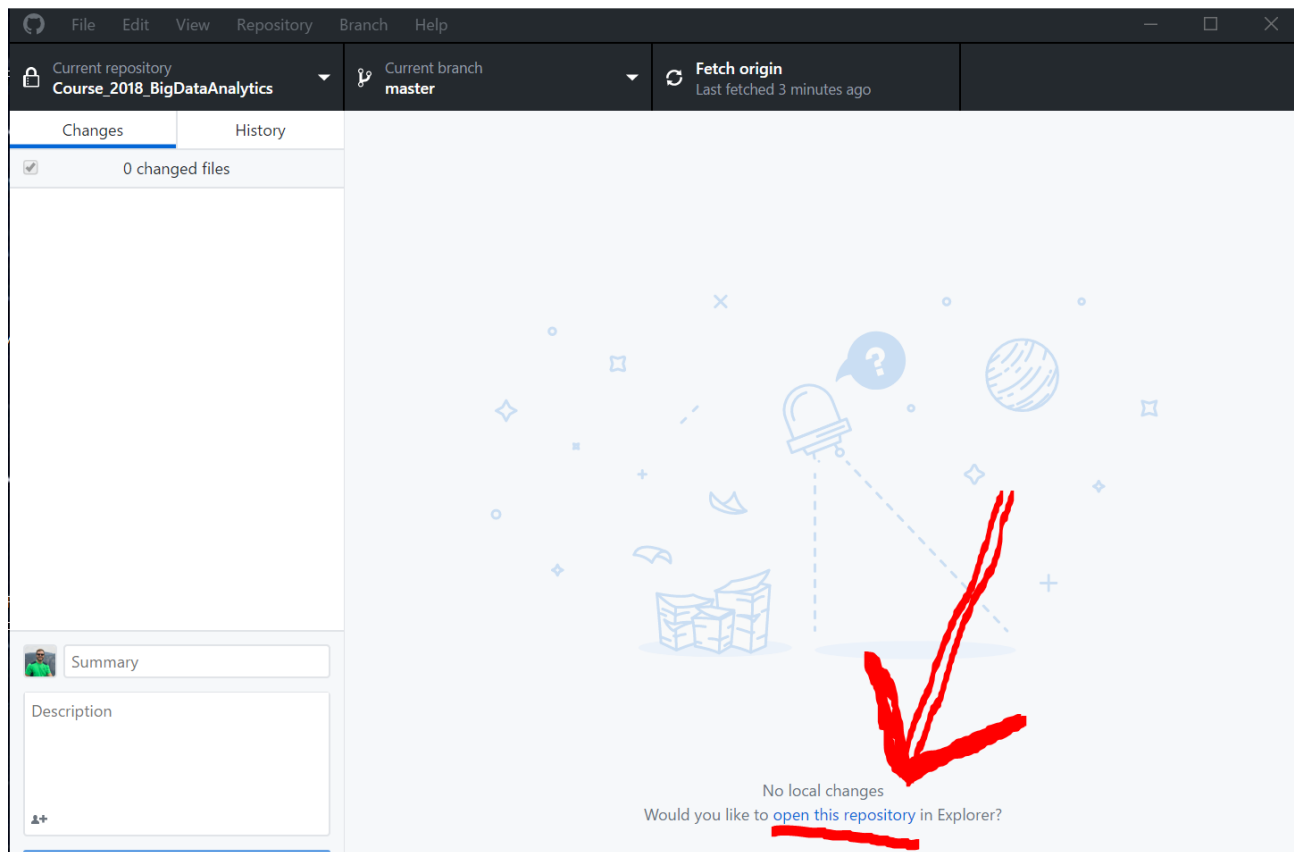 File Edit View Repository Branch Help
Current repository
Course_2018_BigDataAnalytics
Current branch
master
Fetch origin
Last fetched 3 minutes ago
Changes
History
0 changed files
?
Summary
Description
No local changes
Would you like to open this repository in Explorer?